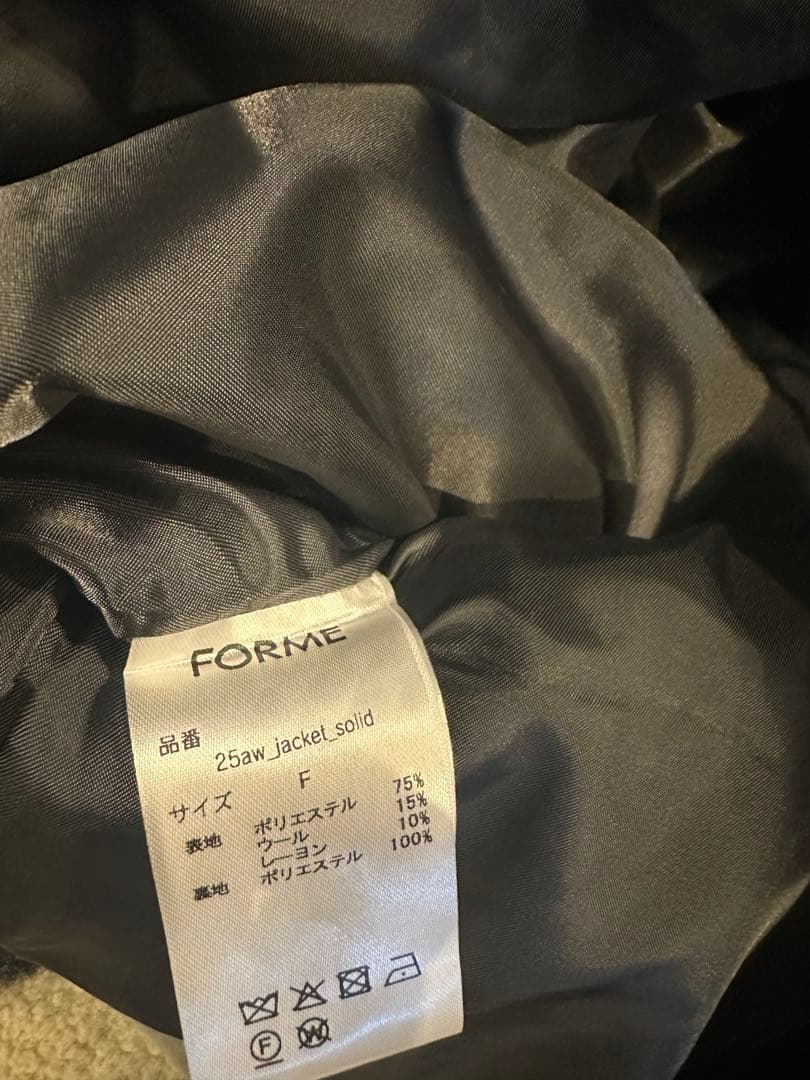 FORME
品番 25aw_jacket_solid
サイズ F
表地 ポリエステル 75%
ウール 15%
レーヨン 10%
裏地 ポリエステル 100%
F
W